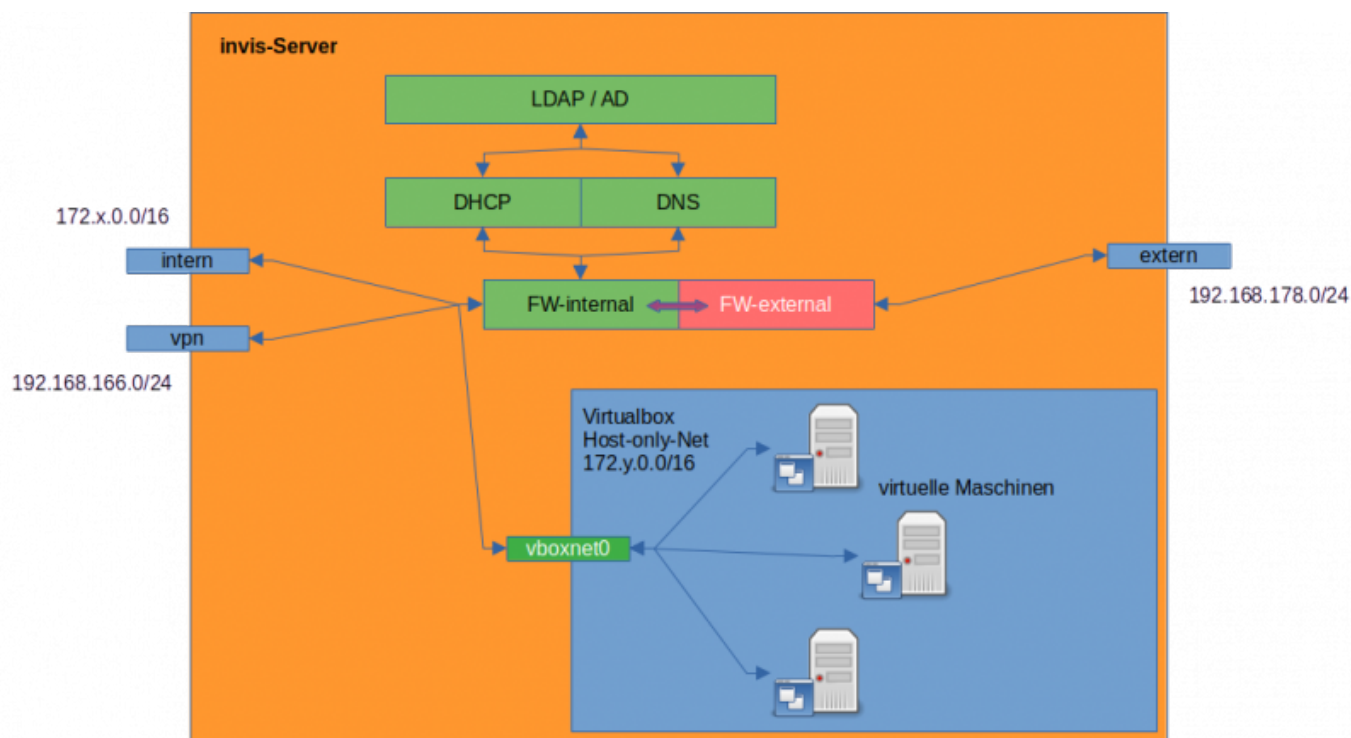 invis-Server
LDAP / AD
DHCP
DNS
172.x.0.0/16
intern
extern
192.168.178.0/24
FW-internal
FW-external
vpn
192.168.166.0/24
Virtualbox
Host-only-Net
172.y.0.0/16
virtuelle Maschinen
vboxnet0